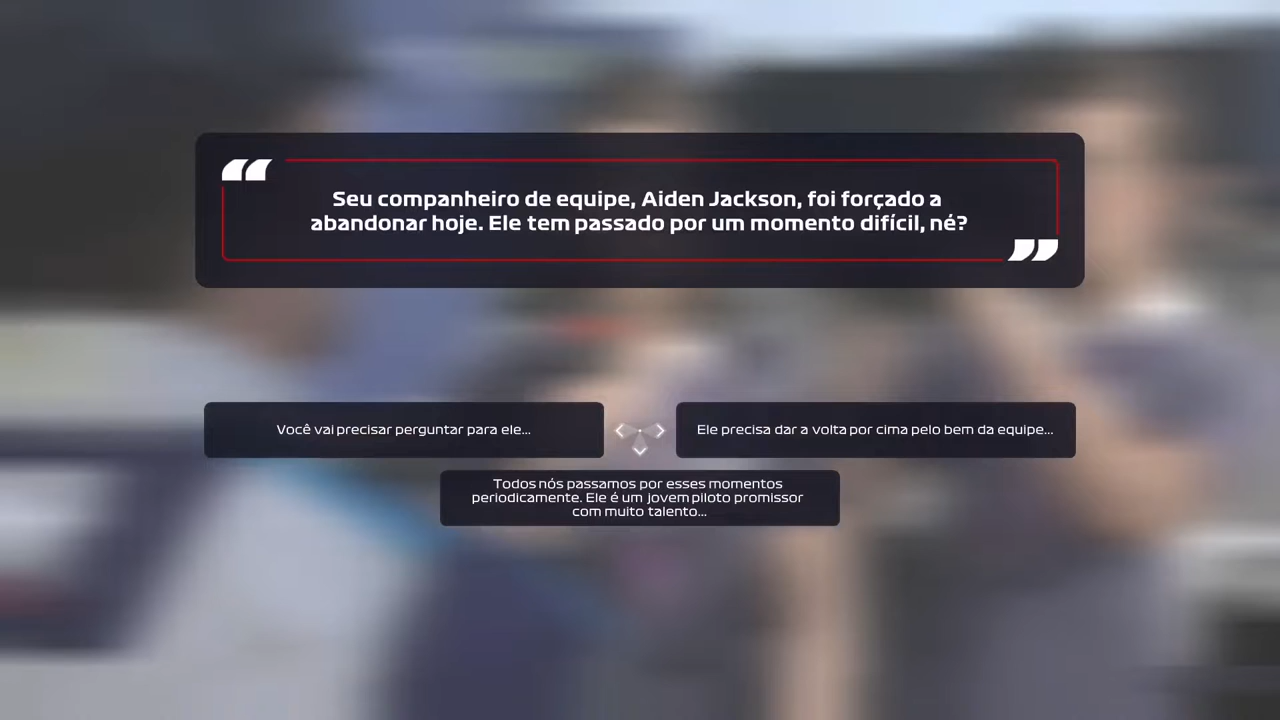 Seu companheiro de equipe, Aiden Jackson, foi forçado a
abandonar hoje. Ele tem passado por um momento difícil, né?
Você vai precisar perguntar para ele...
Ele precisa dar a volta por cima pelo bem da equipe...
Todos nós passamos por esses momentos
periodicamente. Ele é um jovem piloto promissor
com muito talento...